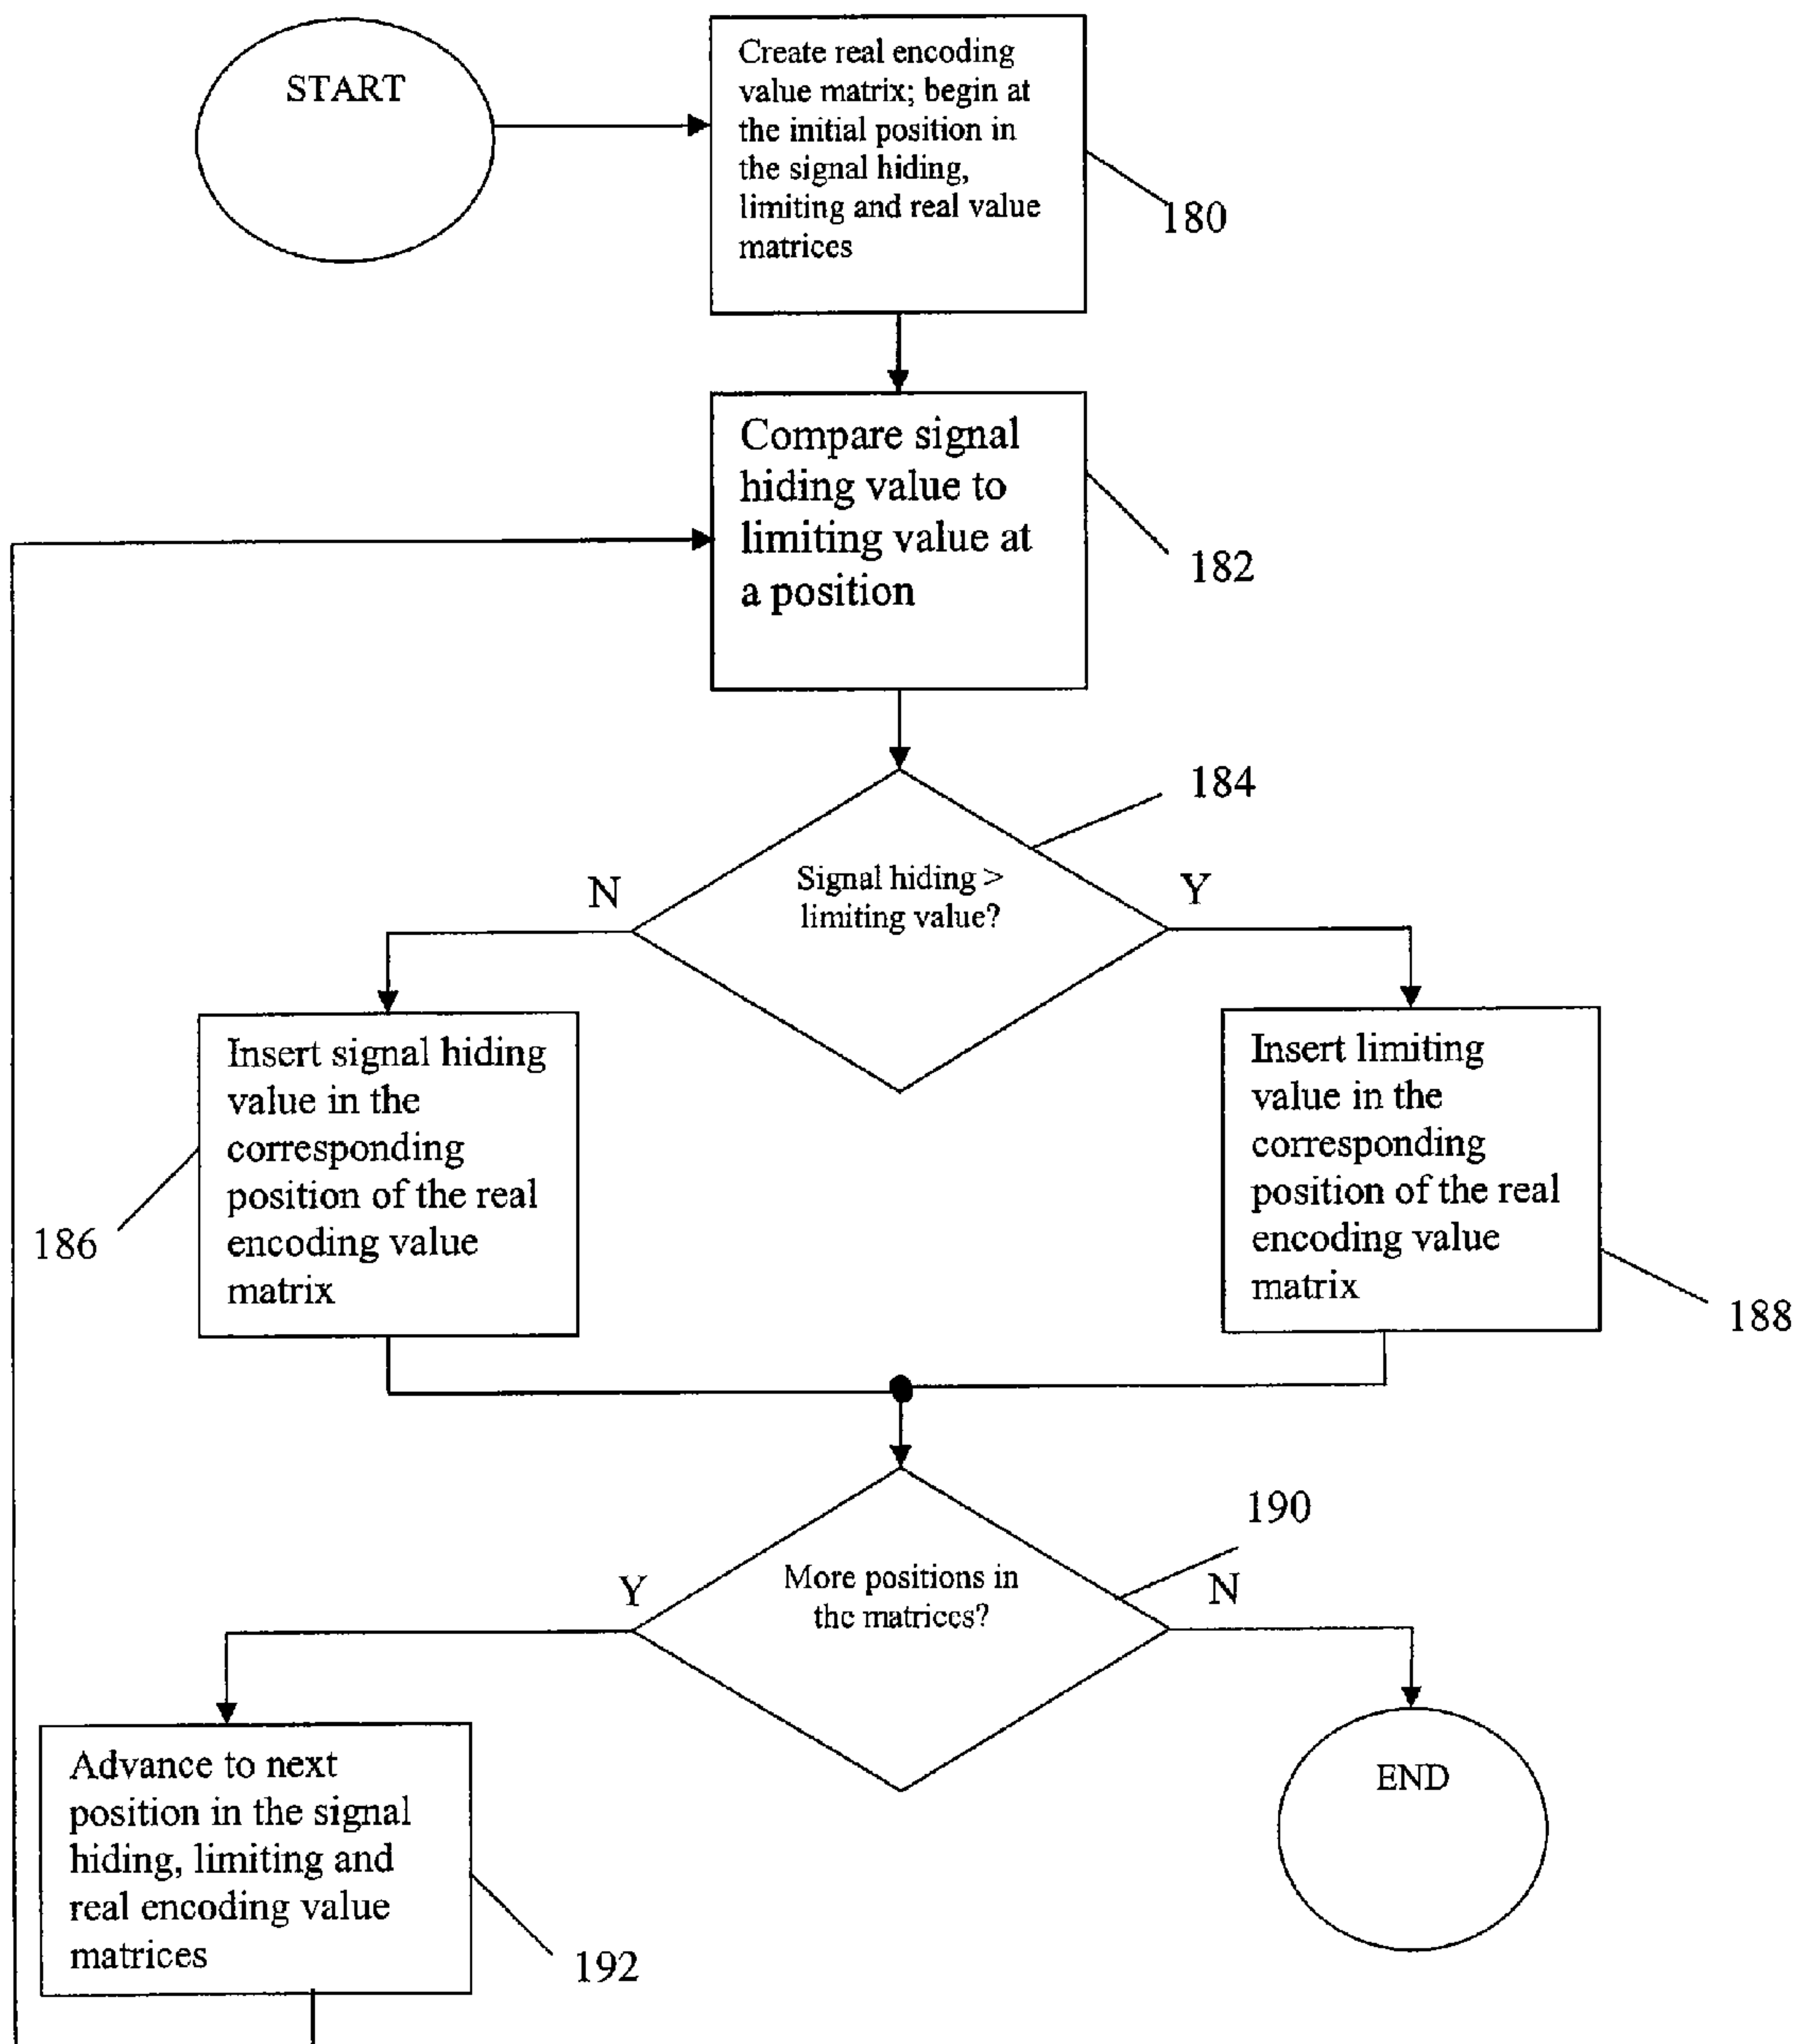 START
Create real encoding
value matrix; begin at
the initial position in
the signal hiding,
limiting and real value
matrices
180
Compare signal
hiding value to
limiting value at
a position
182
184
Signal hiding >
limiting value?
N
Y
Insert signal hiding
value in the
corresponding
position of the real
encoding value
matrix
186
Insert limiting
value in the
corresponding
position of the real
encoding value
matrix
188
190
More positions in
the matrices?
Y
N
Advance to next
position in the signal
hiding, limiting and
real encoding value
matrices
192
END